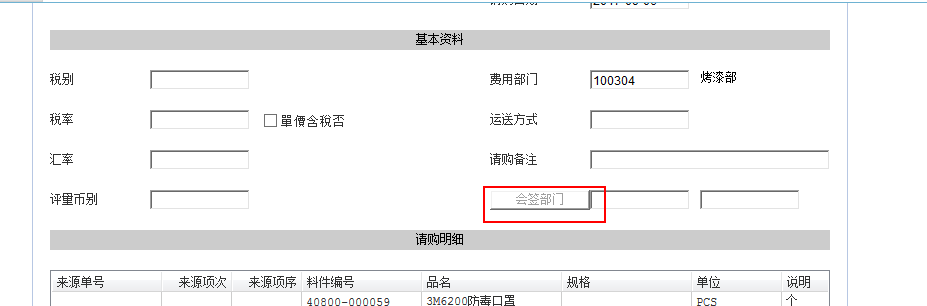 基本资料
税别 费用部门 100304 烤漆部
税率 單價含税否 运送方式
汇率 请购备注
评量币别 会签部门
请购明细
来源单号 来源项次 来源项序 料件编号 品名 规格 单位 说明
40800-000059 3M6200防毒口罩 PCS 个